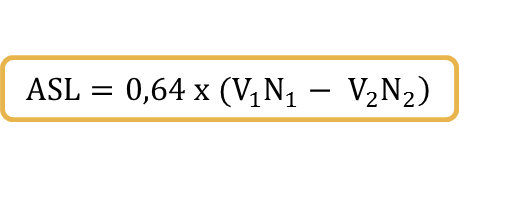 ASL = 0,64 x (V₁N₁ − V₂N₂)